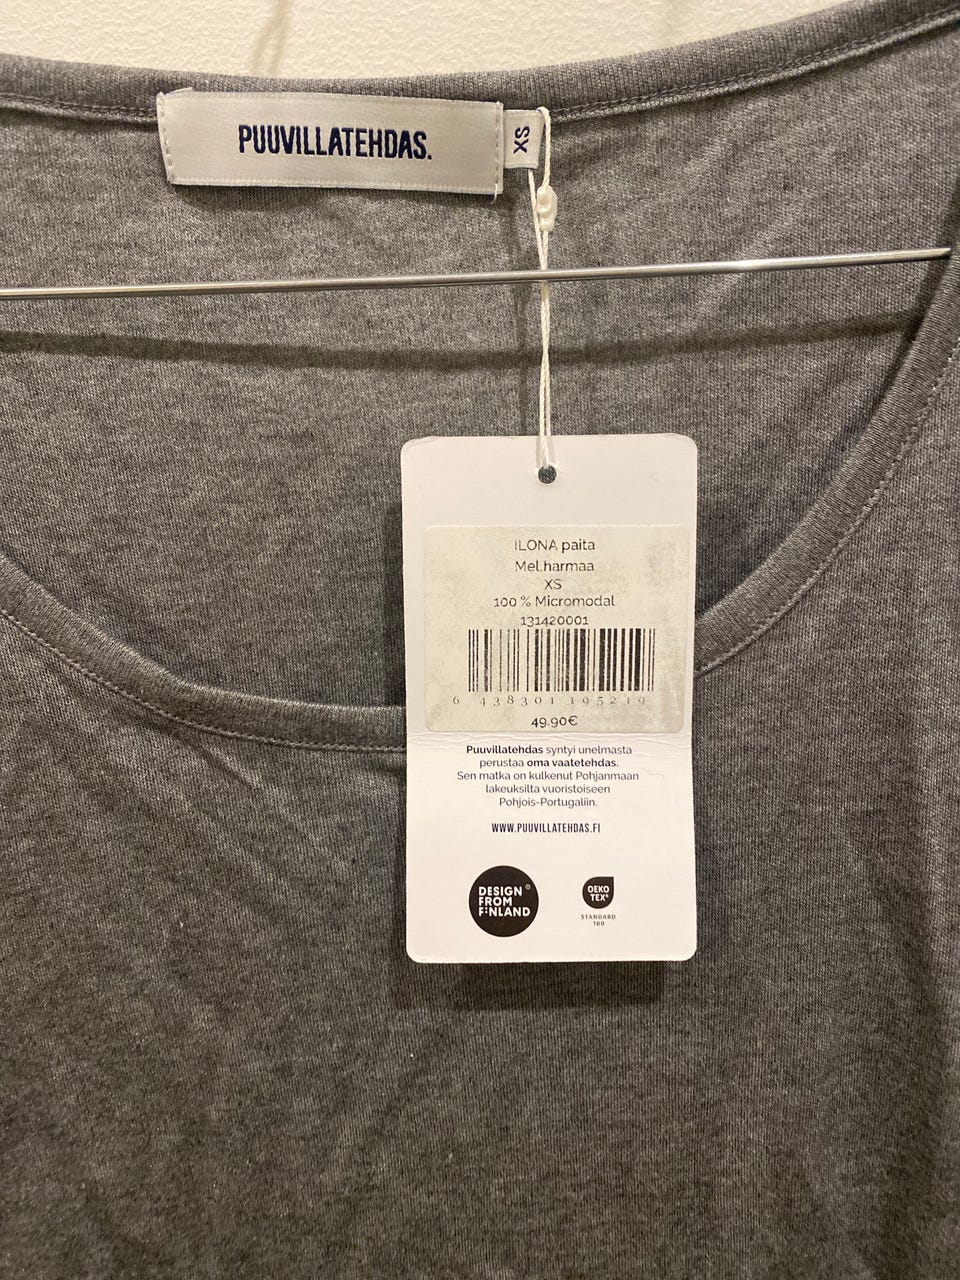 PUUVILLATEHDAS.
XS
ILONA paita
Mel.harmaa
XS
100 % Micromodal
131420001
6 438301 195219
49.90€
Puuvillatehdas syntyi unelmasta
perustaa oma vaatetehdas.
Sen matka on kulkenut Pohjanmaan
lakeuksilta vuoristoiseen
Pohjois-Portugaliin.
WWW.PUUVILLATEHDAS.FI
DESIGN ®
FROM
FINLAND
OEKO
TEX®
STANDARD
100